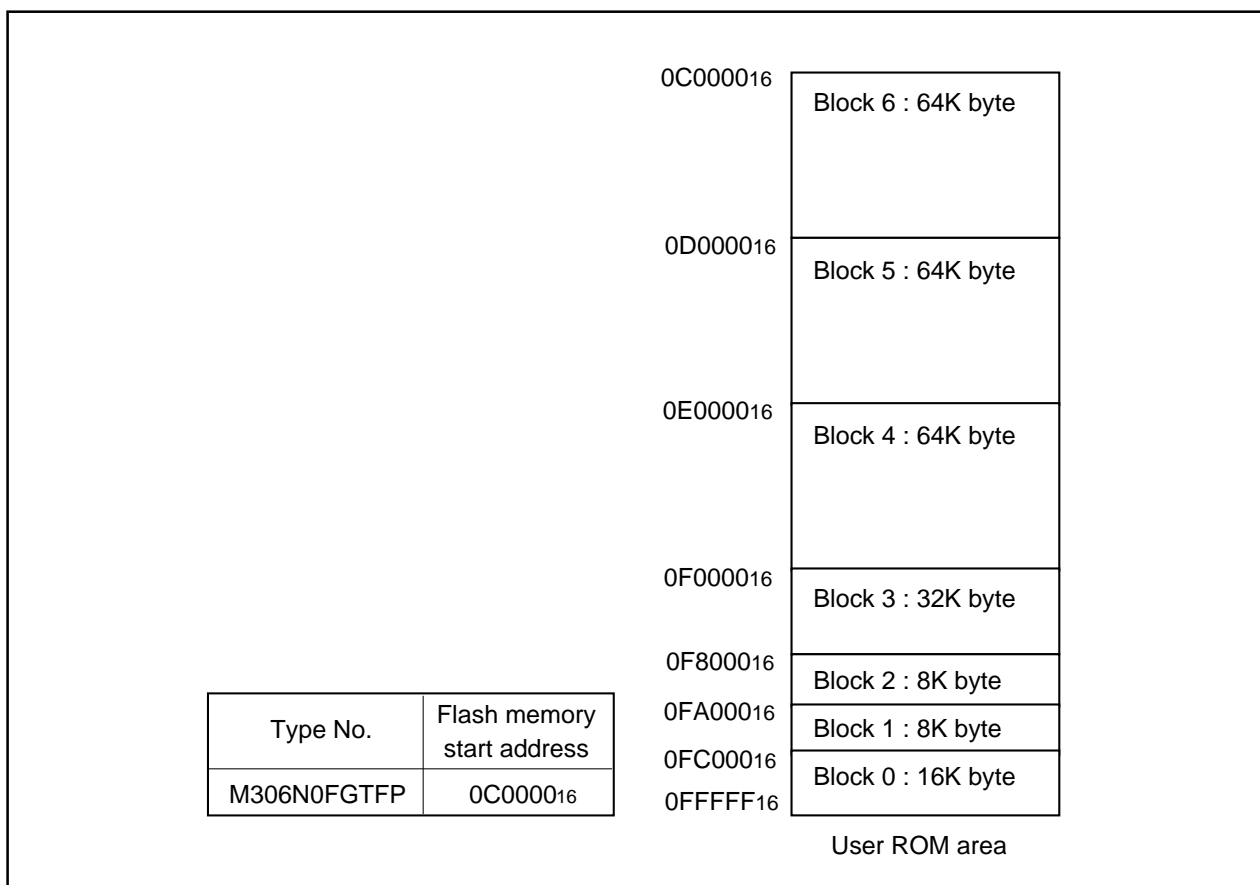 0C000016
Block 6 : 64K byte
0D000016
Block 5 : 64K byte
0E000016
Block 4 : 64K byte
0F000016
Block 3 : 32K byte
0F800016
Block 2 : 8K byte
0FA00016
Block 1 : 8K byte
0FC00016
Block 0 : 16K byte
0FFFFF16
User ROM area
Type No.
Flash memory
start address
M306N0FGTFP
0C000016